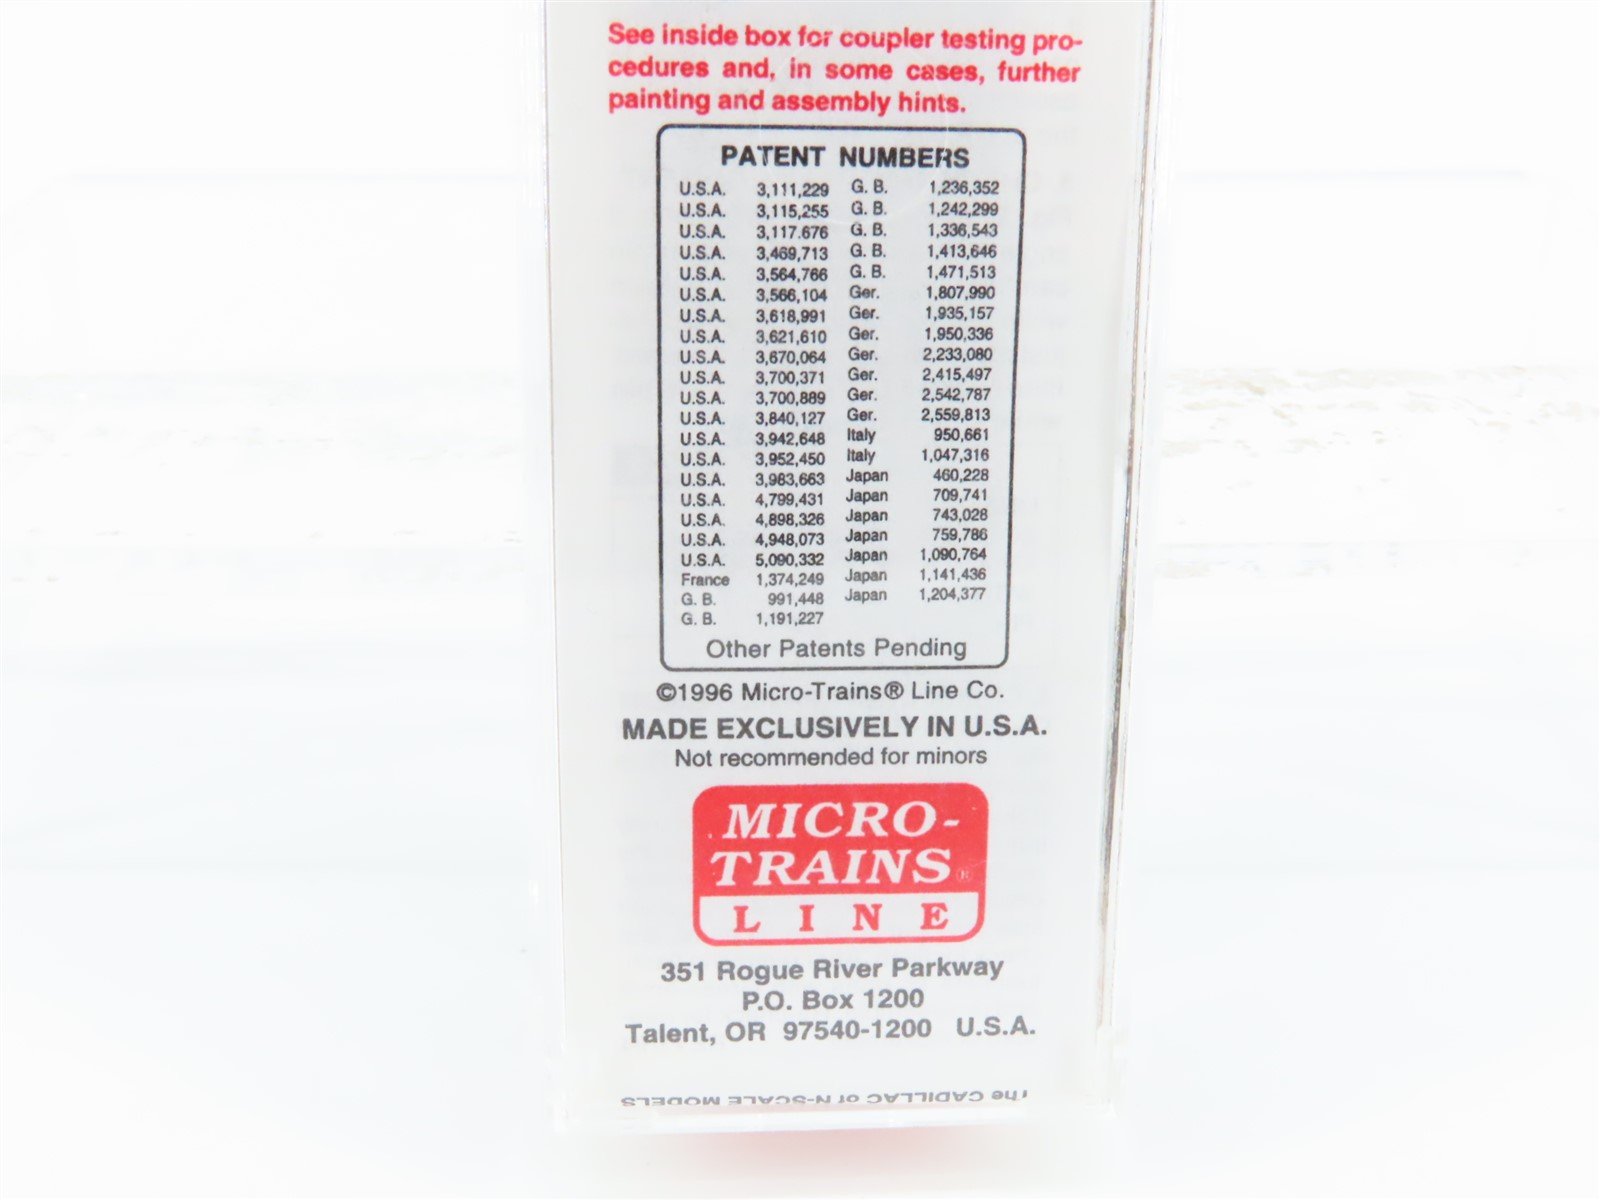 See inside box for coupler testing pro-
cedures and, in some cases, further
painting and assembly hints.
PATENT NUMBERS
U.S.A. 3,111,229 G. B. 1,236,352
U.S.A. 3,115,255 G. B. 1,242,299
U.S.A. 3,117.676 G. B. 1,336,543
U.S.A. 3,469,713 G. B. 1,413,646
U.S.A. 3,564,766 G. B. 1,471,513
U.S.A. 3,566,104 Ger. 1,807,990
U.S.A. 3,618,991 Ger. 1,935,157
U.S.A. 3,621,610 Ger. 1,950,336
U.S.A. 3,670,064 Ger. 2,233,080
U.S.A. 3,700,371 Ger. 2,415,497
U.S.A. 3,700,889 Ger. 2,542,787
U.S.A. 3,840,127 Ger. 2,559,813
U.S.A. 3,942,648 Italy 950,661
U.S.A. 3,952,450 Italy 1,047,316
U.S.A. 3,983,663 Japan 460,228
U.S.A. 4,799,431 Japan 709,741
U.S.A. 4,898,326 Japan 743,028
U.S.A. 4,948,073 Japan 759,786
U.S.A. 5,090,332 Japan 1,090,764
France 1,374,249 Japan 1,141,436
G. B. 991,448 Japan 1,204,377
G. B. 1,191,227
Other Patents Pending
©1996 Micro-Trains® Line Co.
MADE EXCLUSIVELY IN U.S.A.
Not recommended for minors
MICRO-
TRAINS®
LINE
351 Rogue River Parkway
P.O. Box 1200
Talent, OR 97540-1200 U.S.A.
The CADILLAC of N-SCALE MODELS